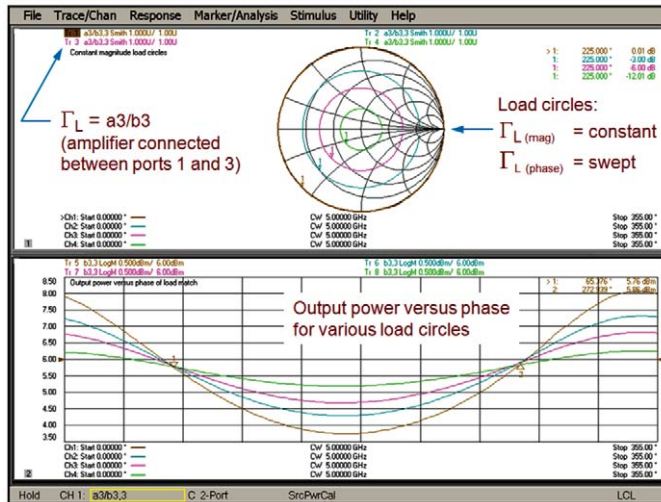 File Trace/Chan Response Marker/Analysis Stimulus Utility Help
Tr 1 a3/b3,3 Smith 1.000U/ 1.00U Tr 2 a3/b3,3 Smith 1.000U/ 1.00U
Tr 3 a3/b3,3 Smith 1.000U/ 1.00U Tr 4 a3/b3,3 Smith 1.000U/ 1.00U
Constant magnitude load circles
> 1: 225.000 ° 0.01 dB
1: 225.000 ° -3.00 dB
1: 225.000 ° -6.00 dB
1: 225.000 ° -12.01 dB
ΓL = a3/b3
(amplifier connected
between ports 1 and 3)
Load circles:
ΓL (mag) = constant
ΓL (phase) = swept
>Ch1: Start 0.00000 ° CW 5.00000 GHz Stop 355.00 °
Ch2: Start 0.00000 ° CW 5.00000 GHz Stop 355.00 °
Ch3: Start 0.00000 ° CW 5.00000 GHz Stop 355.00 °
Ch4: Start 0.00000 ° CW 5.00000 GHz Stop 355.00 °
1
Tr 5 b3,3 LogM 0.500dBm/ 6.00dBm Tr 6 b3,3 LogM 0.500dBm/ 6.00dBm
Tr 7 b3,3 LogM 0.500dBm/ 6.00dBm Tr 8 b3,3 LogM 0.500dBm/ 6.00dBm
Output power versus phase of load match
> 1: 65.376 ° 5.76 dBm
2: 272.939 ° 5.86 dBm
Output power versus phase
for various load circles
8.50
8.00
7.50
7.00
6.50
6.00
5.50
5.00
4.50
4.00
3.50
1
2
Ch1: Start 0.00000 ° CW 5.00000 GHz Stop 355.00 °
Ch2: Start 0.00000 ° CW 5.00000 GHz Stop 355.00 °
Ch3: Start 0.00000 ° CW 5.00000 GHz Stop 355.00 °
Ch4: Start 0.00000 ° CW 5.00000 GHz Stop 355.00 °
2
Hold CH 1: a3/b3,3 C 2-Port SrcPwrCal LCL